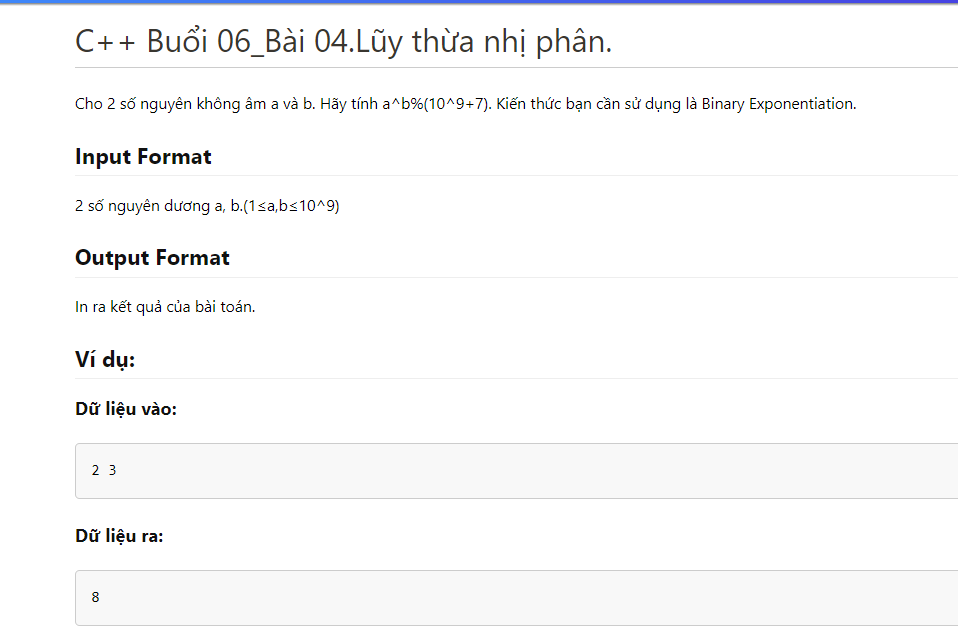 C++ Buổi 06_Bài 04.Lũy thừa nhị phân.
Cho 2 số nguyên không âm a và b. Hãy tính a^b%(10^9+7). Kiến thức bạn cần sử dụng là Binary Exponentiation.
Input Format
2 số nguyên dương a, b.(1≤a,b≤10^9)
Output Format
In ra kết quả của bài toán.
Ví dụ:
Dữ liệu vào:
2 3
Dữ liệu ra:
8